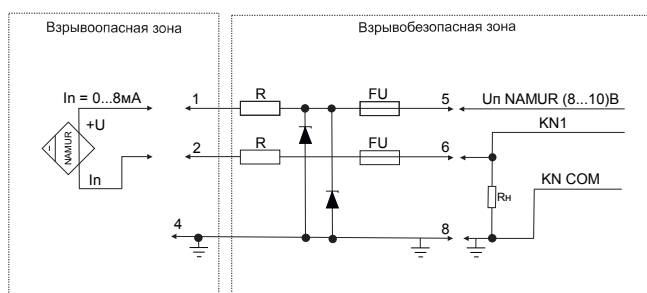 Взрывоопасная зона
Взрывобезопасная зона
In = 0...8мА
1
R
FU
5
Uп NAMUR (8...10)В
+U
NAMUR
KN1
2
R
FU
6
In
KN COM
Rн
4
8